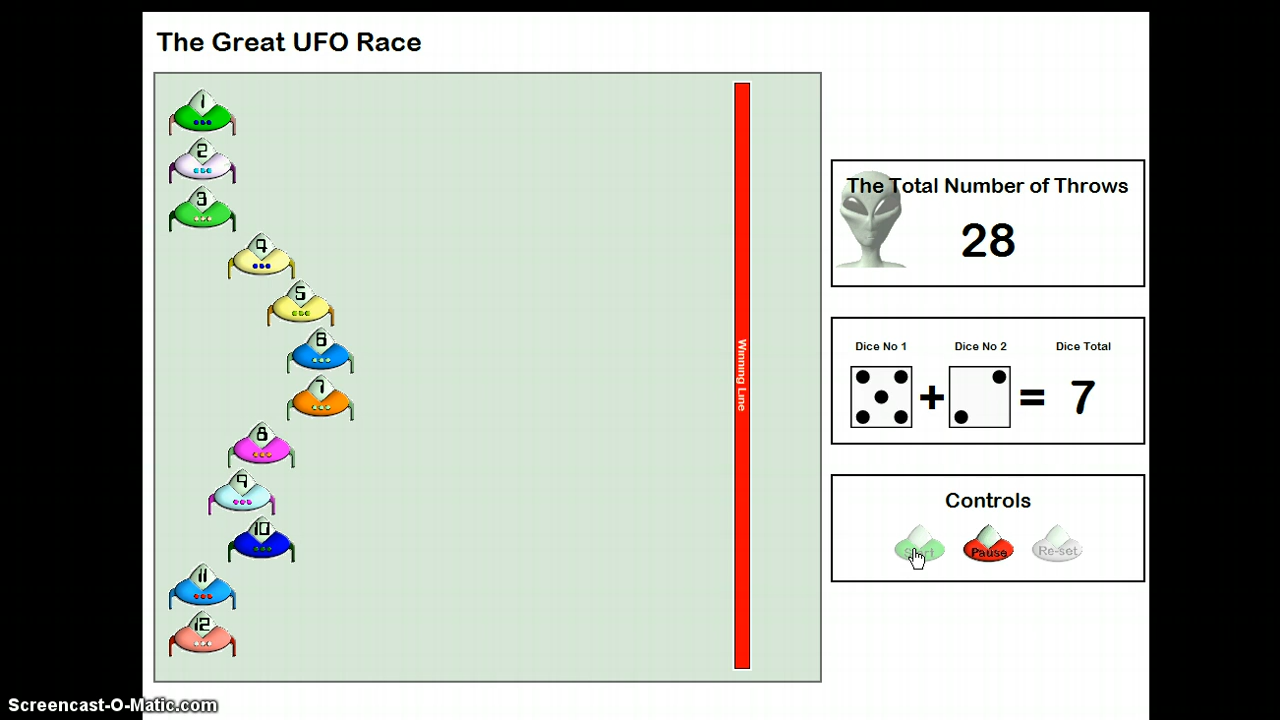 The Great UFO Race
1
2
3
4
5
6
7
8
9
10
11
12
Winning Line
The Total Number of Throws
28
Dice No 1
Dice No 2
Dice Total
+
=
7
Controls
Start
Pause
Re-set
Screencast-O-Matic.com